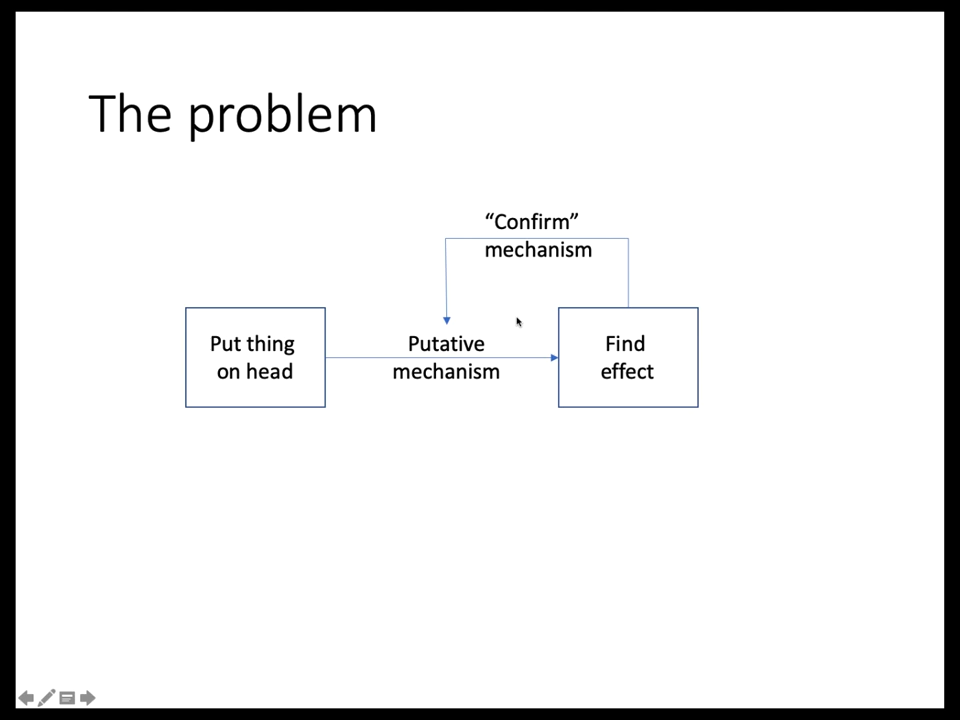 The problem
“Confirm”
mechanism
Put thing
on head
Putative
mechanism
Find
effect